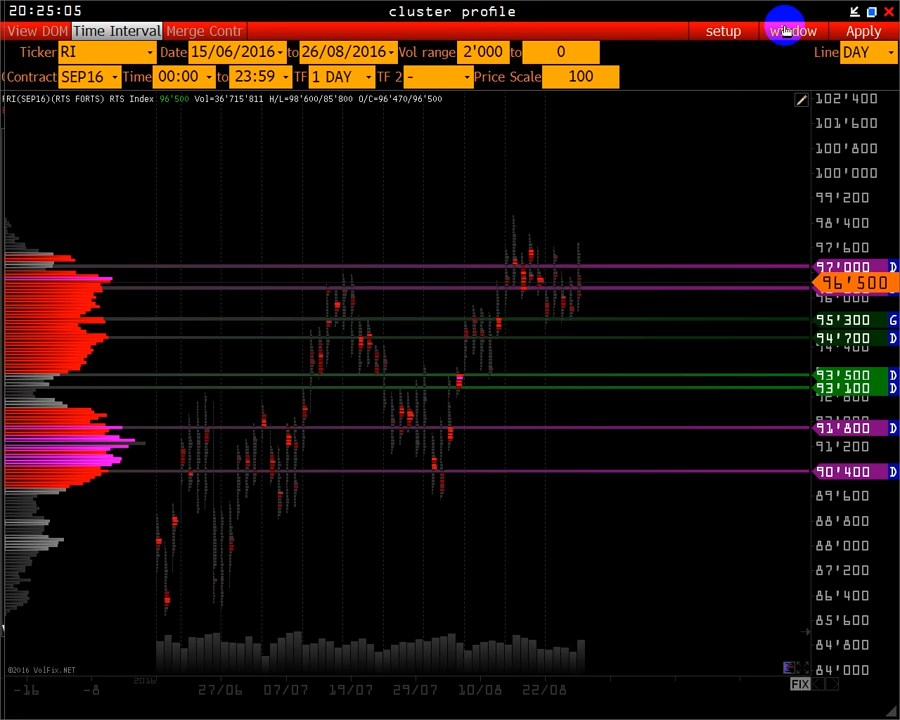 20:25:05 cluster profile
View DOM Time Interval Merge Contr setup window Apply
Ticker RI Date 15/06/2016 to 26/08/2016 Vol range 2'000 to 0 Line DAY
Contract SEP16 Time 00:00 to 23:59 TF 1 DAY TF 2 - Price Scale 100
RI(SEP16)(RTS FORTS) RTS Index 96'500 Vol=36'715'811 H/L=98'600/85'800 O/C=96'470/96'500
102'400
101'600
100'800
100'000
99'200
98'400
97'600
97'000 D
96'500
96'000
95'300 G
94'700 D
94'400
93'500 D
93'100 D
91'800 D
91'200
90'400 D
89'600
88'800
88'000
87'200
86'400
85'600
84'800
©2016 VolFix.NET 84'000
2016 FIX
-16 -8 27/06 07/07 19/07 29/07 10/08 22/08